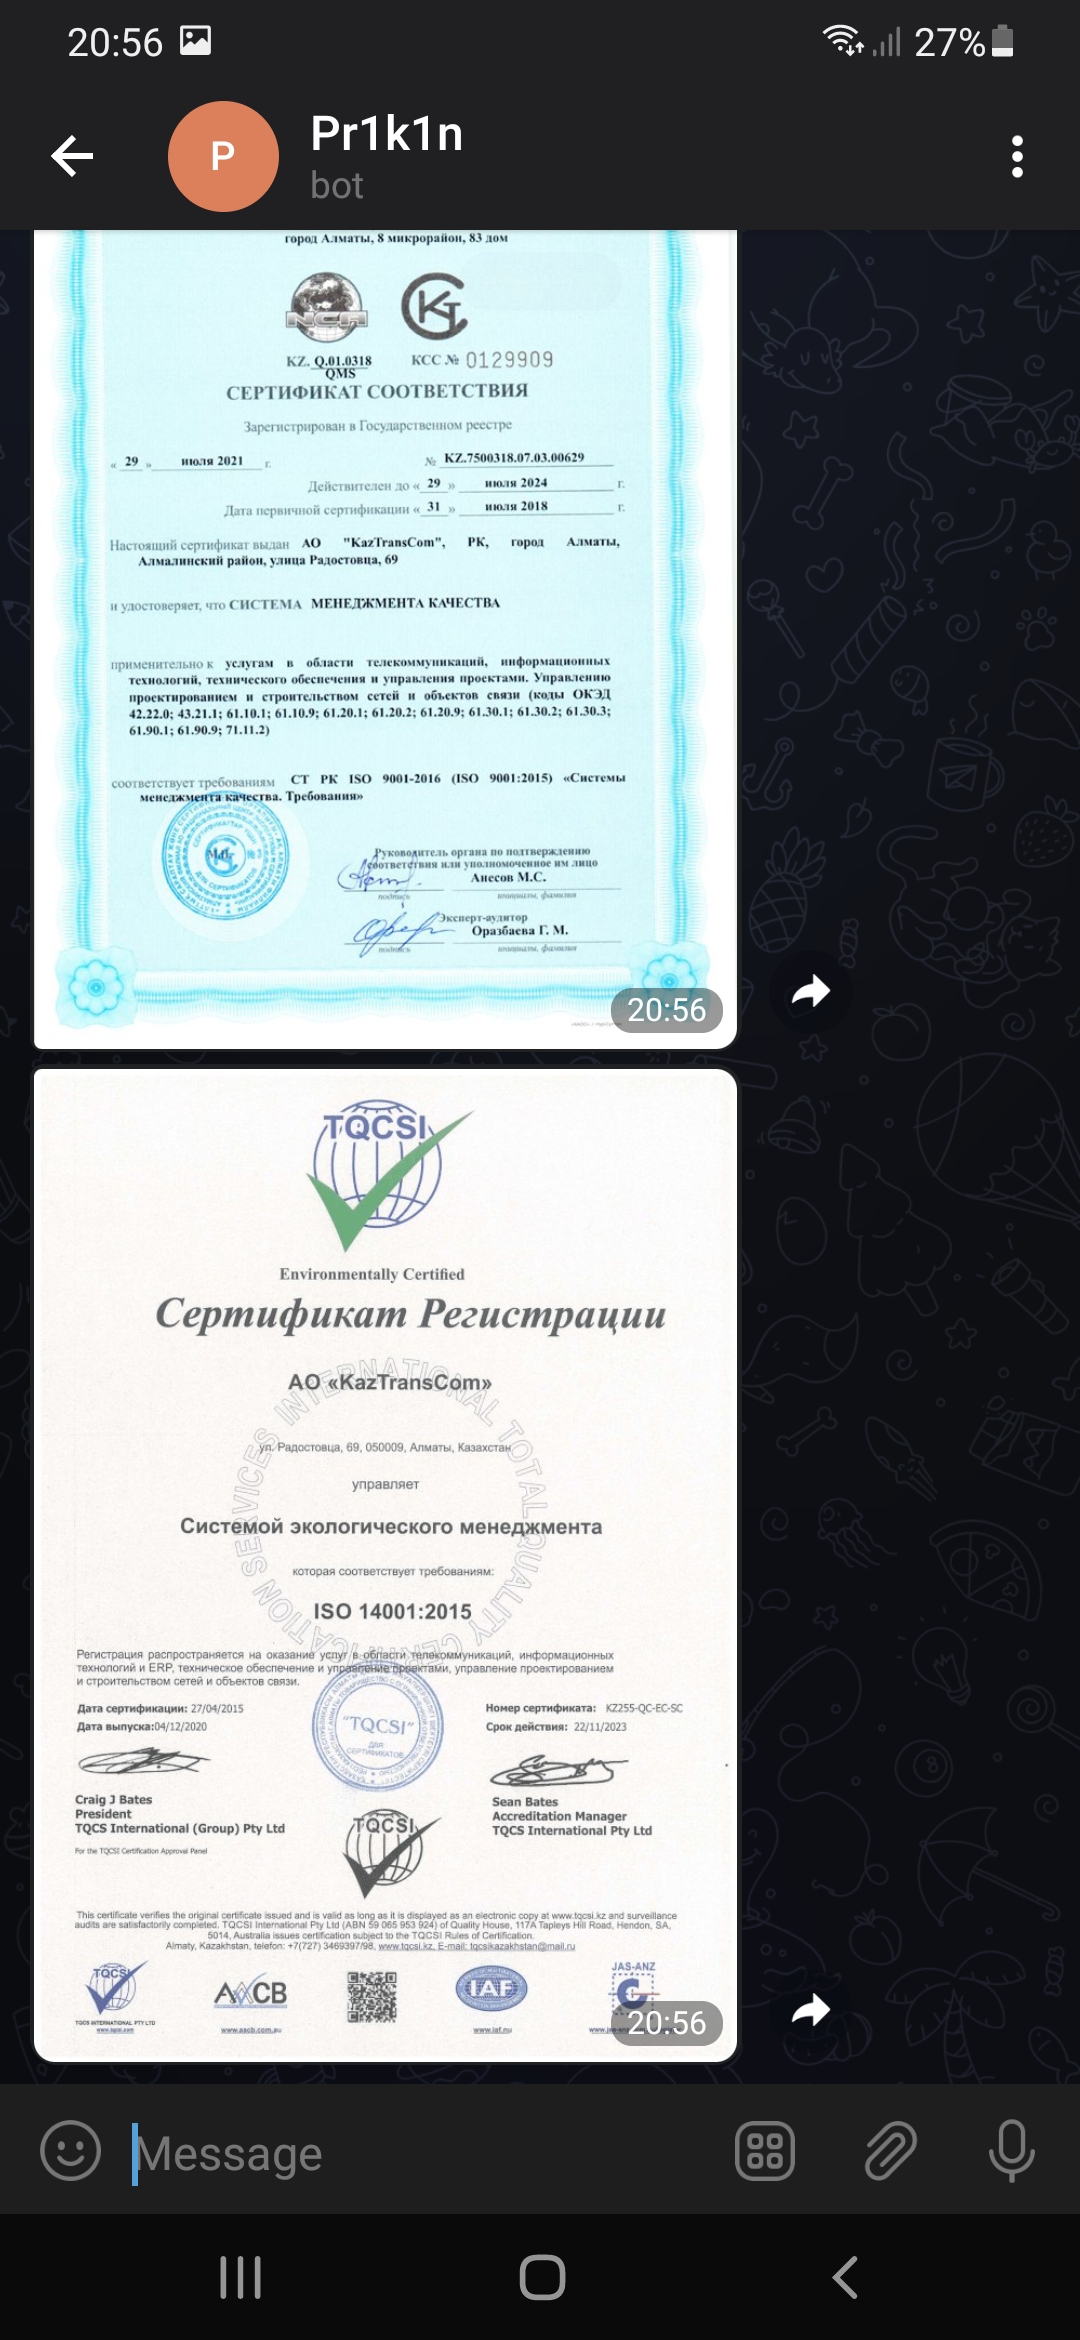 20:56
27%
P
Pr1k1n
bot
город Алматы, 8 микрорайон, 83 дом
NCA
KZ. Q.01.0318
QMS
КСС № 0129909
СЕРТИФИКАТ СООТВЕТСТВИЯ
Зарегистрирован в Государственном реестре
« 29 » июля 2021 г.
№ KZ.7500318.07.03.00629
Действителен до « 29 » июля 2024 г.
Дата первичной сертификации « 31 » июля 2018 г.
Настоящий сертификат выдан АО "KazTransCom", РК, город Алматы,
Алмалинский район, улица Радостовца, 69
и удостоверяет, что СИСТЕМА МЕНЕДЖМЕНТА КАЧЕСТВА
применительно к услугам в области телекоммуникаций, информационных
технологий, технического обеспечения и управления проектами. Управлению
проектированием и строительством сетей и объектов связи (коды ОКЭД
42.22.0; 43.21.1; 61.10.1; 61.10.9; 61.20.1; 61.20.2; 61.20.9; 61.30.1; 61.30.2; 61.30.3;
61.90.1; 61.90.9; 71.11.2)
соответствует требованиям СТ РК ISO 9001-2016 (ISO 9001:2015) «Системы
менеджмента качества. Требования»
Руководитель органа по подтверждению
соответствия или уполномоченное им лицо
Анесов М.С.
подпись
инициалы, фамилия
Эксперт-аудитор
Оразбаева Г. М.
подпись
инициалы, фамилия
20:56
TQCSI
Environmentally Certified
Сертификат Регистрации
АО «KazTransCom»
ул. Радостовца, 69, 050009, Алматы, Казахстан
управляет
Системой экологического менеджмента
которая соответствует требованиям:
ISO 14001:2015
INTERNATIONAL TOTAL QUALITY CERTIFICATION SERVICES
Регистрация распространяется на оказание услуг в области телекоммуникаций, информационных
технологий и ERP, техническое обеспечение и управление проектами, управление проектированием
и строительством сетей и объектов связи.
Дата сертификации: 27/04/2015
Номер сертификата: KZ255-QC-EC-SC
Дата выпуска:04/12/2020
Срок действия: 22/11/2023
"TQCSI"
ДЛЯ
СЕРТИФИКАТОВ
Craig J Bates
President
TQCS International (Group) Pty Ltd
For the TQCSI Certification Approval Panel
Sean Bates
Accreditation Manager
TQCS International Pty Ltd
TQCSI
This certificate verifies the original certificate issued and is valid as long as it is displayed as an electronic copy at www.tqcsi.kz and surveillance
audits are satisfactorily completed. TQCSI International Pty Ltd (ABN 59 065 953 924) of Quality House, 117A Tapleys Hill Road, Hendon, SA,
5014, Australia issues certification subject to the TQCSI Rules of Certification.
Almaty, Kazakhstan, telefon: +7(727) 3469397/98, www.tqcsi.kz, E-mail: tqcsikazakhstan@mail.ru
TQCSI
TQCS INTERNATIONAL PTY LTD
www.tqcsi.com
AACB
www.aacb.com.au
IAF
www.iaf.nu
JAS-ANZ
20:56
Message